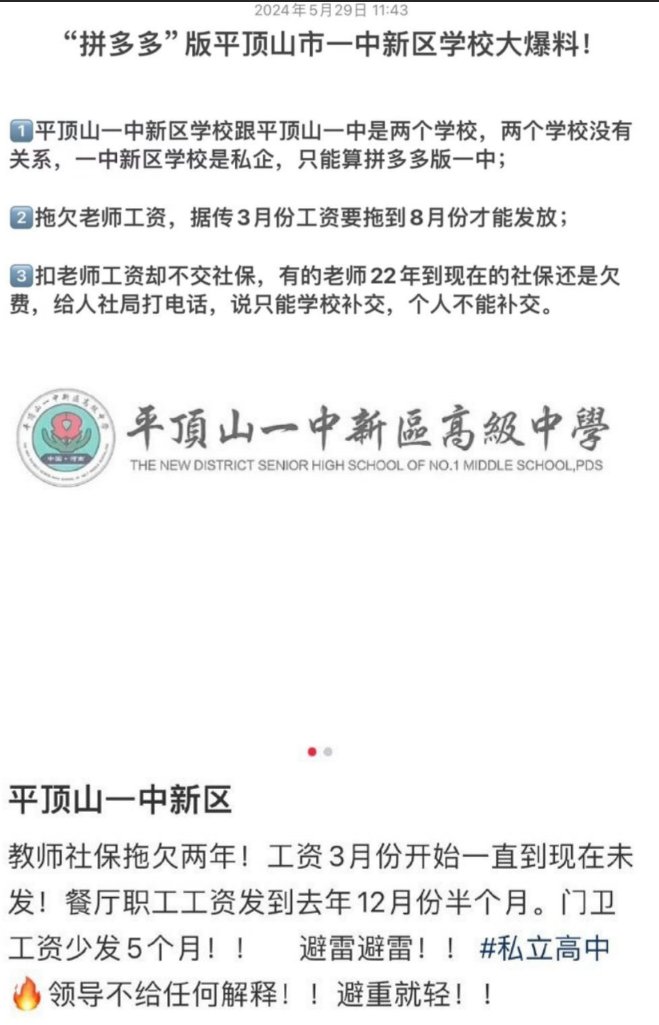 2024年5月29日 11:43
“拼多多”版平顶山市一中新区学校大爆料！
1 平顶山一中新区学校跟平顶山一中是两个学校，两个学校没有
关系，一中新区学校是私企，只能算拼多多版一中；
2 拖欠老师工资，据传3月份工资要拖到8月份才能发放；
3 扣老师工资却不交社保，有的老师22年到现在的社保还是欠
费，给人社局打电话，说只能学校补交，个人不能补交。
平頂山一中新區高級中學
THE NEW DISTRICT SENIOR HIGH SCHOOL OF NO.1 MIDDLE SCHOOL,PDS
平顶山一中新区
教师社保拖欠两年！工资3月份开始一直到现在未
发！餐厅职工工资发到去年12月份半个月。门卫
工资少发5个月！！ 避雷避雷！！ #私立高中
🔥领导不给任何解释！！避重就轻！！